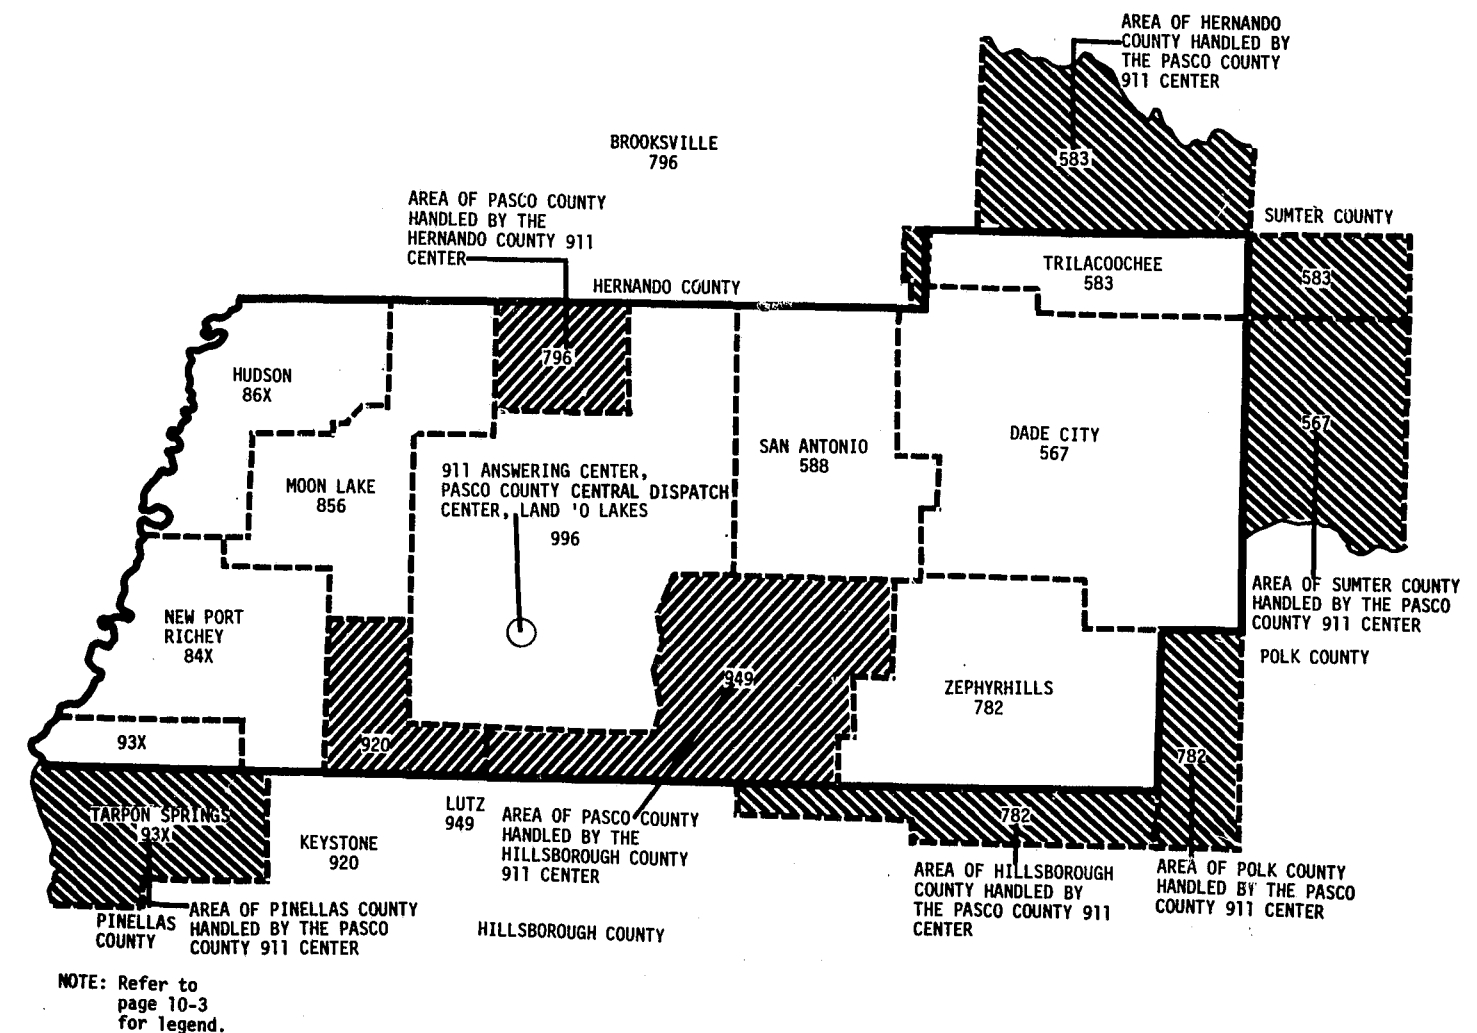 AREA OF HERNANDO
COUNTY HANDLED BY
THE PASCO COUNTY
911 CENTER
583
BROOKSVILLE
796
AREA OF PASCO COUNTY
HANDLED BY THE
HERNANDO COUNTY 911
CENTER
HERNANDO COUNTY
SUMTER COUNTY
TRILACOOCHEE
583
583
796
HUDSON
86X
MOON LAKE
856
911 ANSWERING CENTER,
PASCO COUNTY CENTRAL DISPATCH
CENTER, LAND 'O LAKES
996
SAN ANTONIO
588
DADE CITY
567
567
AREA OF SUMTER COUNTY
HANDLED BY THE PASCO
COUNTY 911 CENTER
POLK COUNTY
NEW PORT
RICHEY
84X
949
ZEPHYRHILLS
782
93X
920
782
TARPON SPRINGS
93X
KEYSTONE
920
LUTZ
949
AREA OF PASCO COUNTY
HANDLED BY THE
HILLSBOROUGH COUNTY
911 CENTER
782
AREA OF HILLSBOROUGH
COUNTY HANDLED BY
THE PASCO COUNTY 911
CENTER
AREA OF POLK COUNTY
HANDLED BY THE PASCO
COUNTY 911 CENTER
PINELLAS
COUNTY
AREA OF PINELLAS COUNTY
HANDLED BY THE PASCO
COUNTY 911 CENTER
HILLSBOROUGH COUNTY
NOTE: Refer to
page 10-3
for legend.